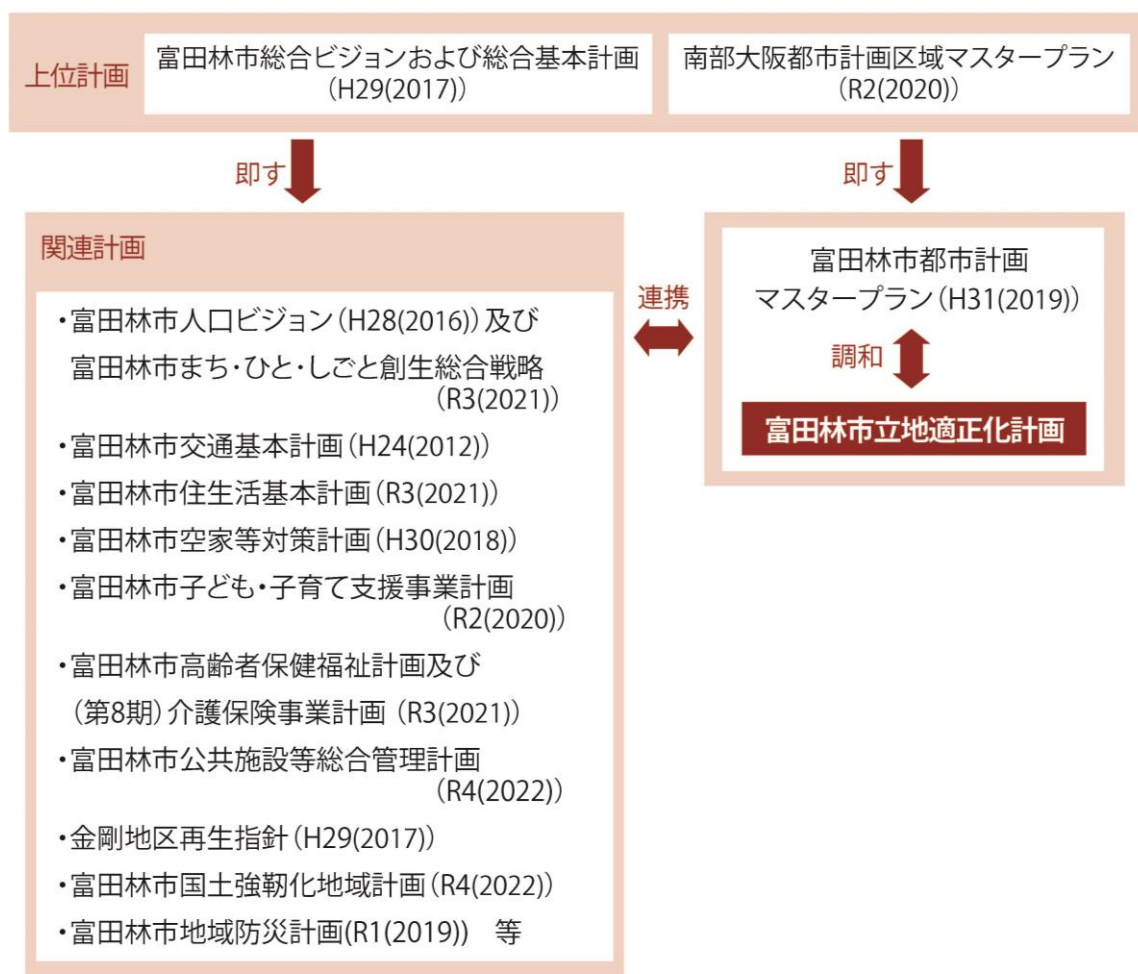 上位計画
富田林市総合ビジョンおよび総合基本計画
(H29(2017))
南部大阪都市計画区域マスタープラン
(R2(2020))
即す
即す
関連計画
・富田林市人口ビジョン(H28(2016))及び
富田林市まち・ひと・しごと創生総合戦略
(R3(2021))
・富田林市交通基本計画(H24(2012))
・富田林市住生活基本計画(R3(2021))
・富田林市空家等対策計画(H30(2018))
・富田林市子ども・子育て支援事業計画
(R2(2020))
・富田林市高齢者保健福祉計画及び
(第8期)介護保険事業計画 (R3(2021))
・富田林市公共施設等総合管理計画
(R4(2022))
・金剛地区再生指針(H29(2017))
・富田林市国土強靭化地域計画(R4(2022))
・富田林市地域防災計画(R1(2019)) 等
連携
富田林市都市計画
マスタープラン(H31(2019))
調和
富田林市立地適正化計画